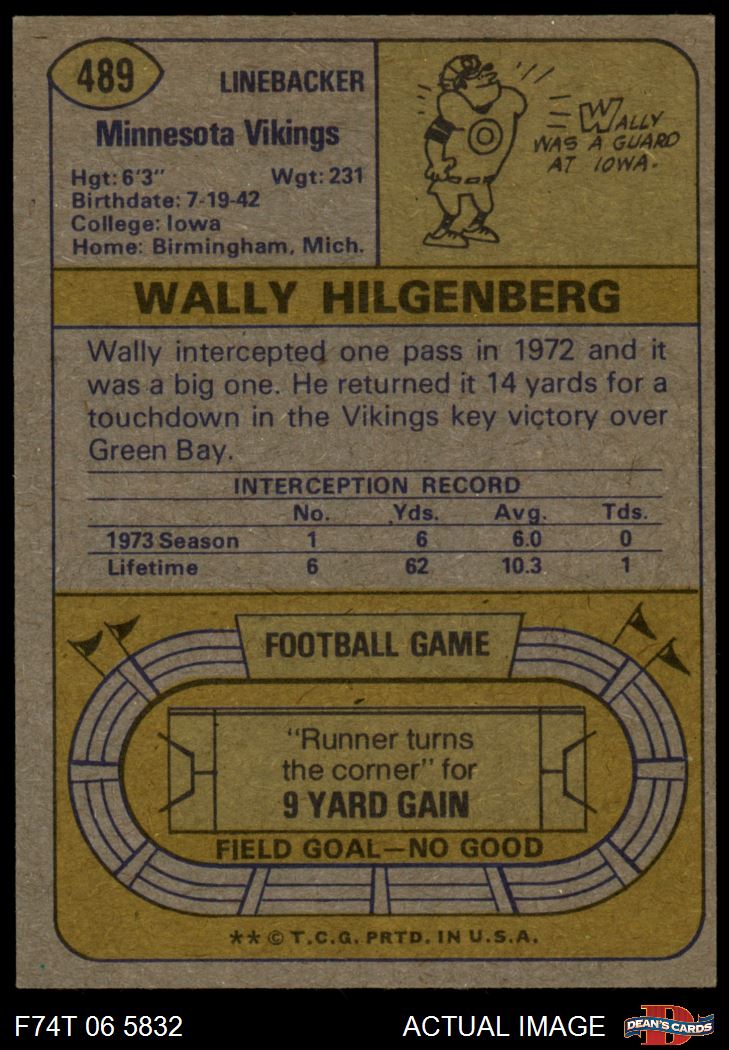 489
LINEBACKER
Minnesota Vikings
Hgt: 6'3" Wgt: 231
Birthdate: 7-19-42
College: Iowa
Home: Birmingham, Mich.
WALLY
WAS A GUARD
AT IOWA.
WALLY HILGENBERG
Wally intercepted one pass in 1972 and it
was a big one. He returned it 14 yards for a
touchdown in the Vikings key victory over
Green Bay.
INTERCEPTION RECORD
No. Yds. Avg. Tds.
1973 Season 1 6 6.0 0
Lifetime 6 62 10.3 1
FOOTBALL GAME
"Runner turns
the corner" for
9 YARD GAIN
FIELD GOAL—NO GOOD
** © T.C.G. PRTD. IN U.S.A.
F74T 06 5832 ACTUAL IMAGE
D
DEAN'S CARDS